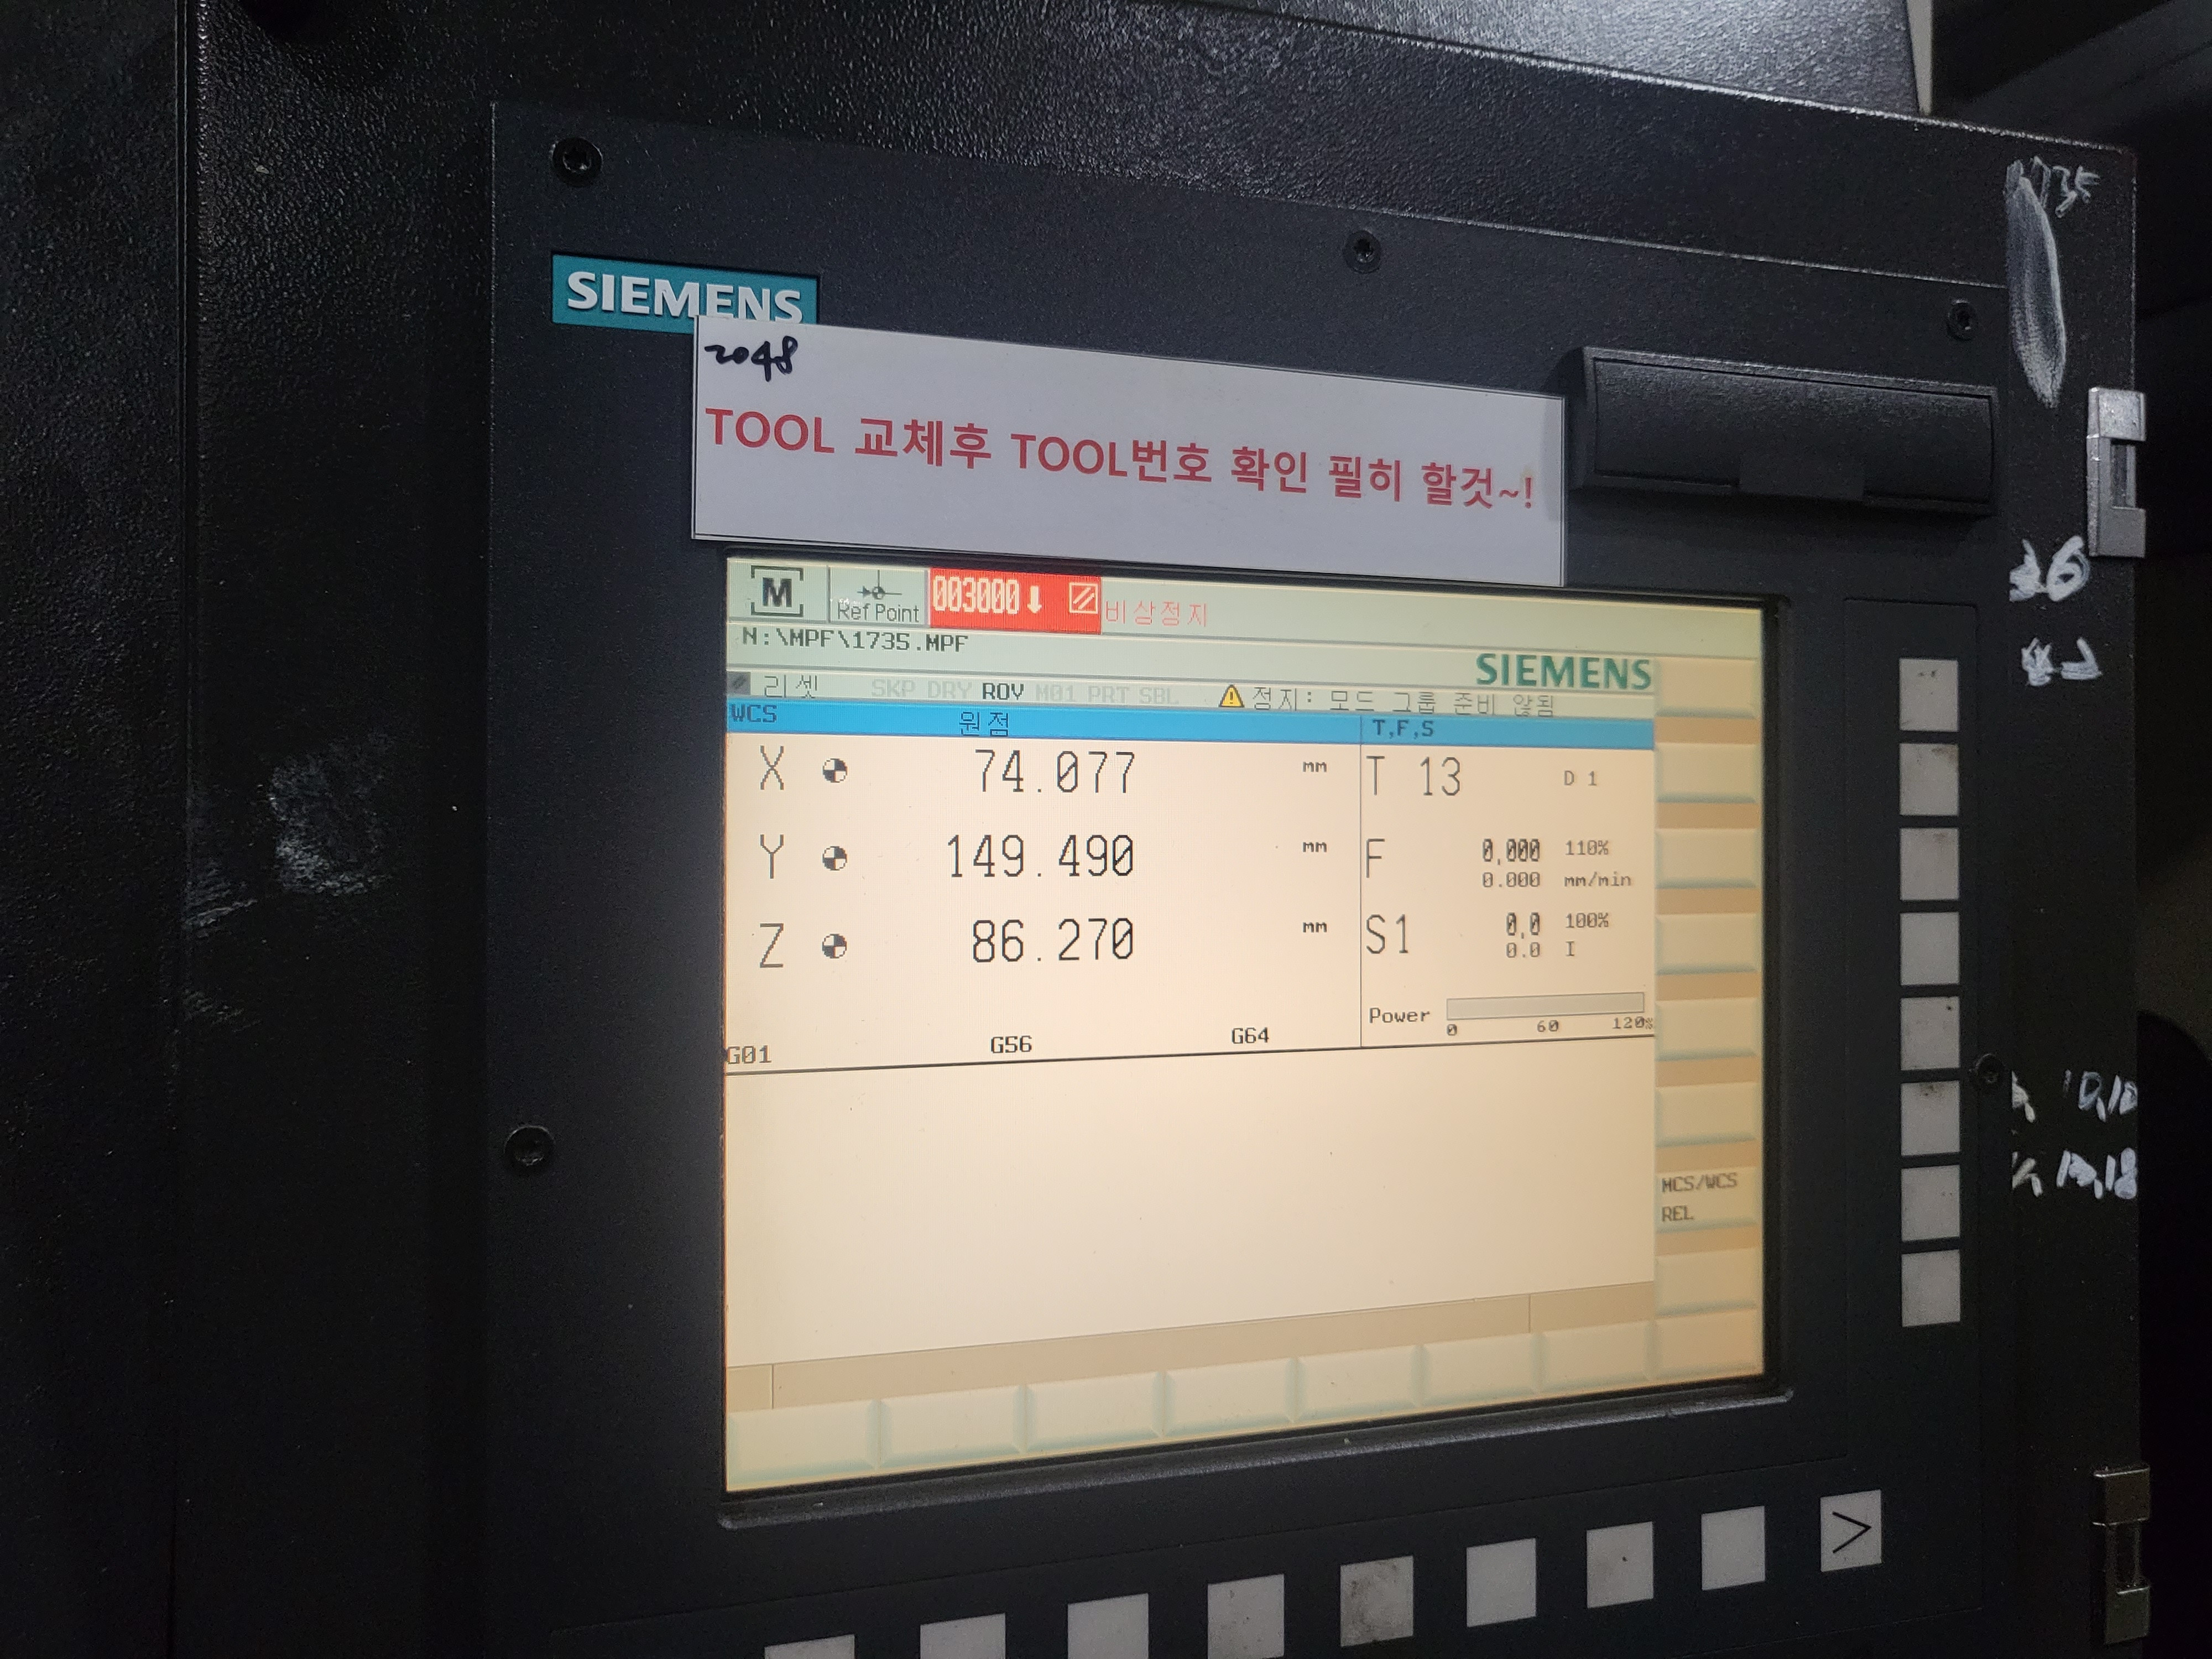 SIEMENS
2048
TOOL 교체후 TOOL번호 확인 필히 할것~!
M
Ref Point
003000
비상정지
N:\MPF\1735.MPF
SIEMENS
리셋 SKP DRY ROV M01 PRT SBL 정지: 모드 그룹 준비 않됨
WCS 원점 T,F,S
X 74.077 mm T 13 D 1
Y 149.490 mm F 0,000 110%
0.000 mm/min
Z 86.270 mm S1 0,0 100%
0.0 I
Power 0 60 120%
G01 G56 G64
MCS/WCS
REL
>